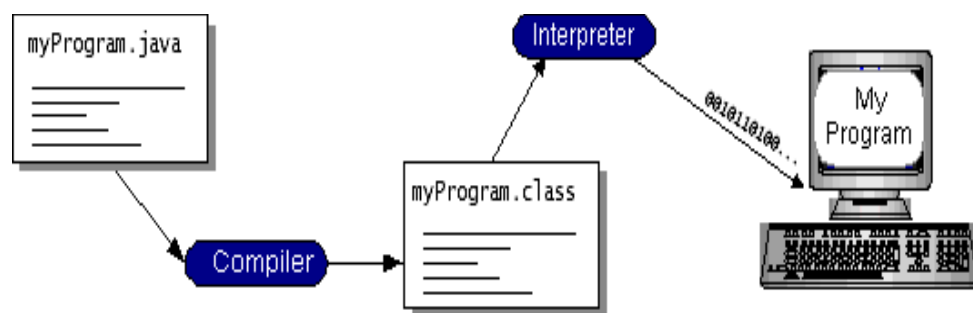 myProgram.java
Compiler
myProgram.class
Interpreter
0010110100...
My
Program